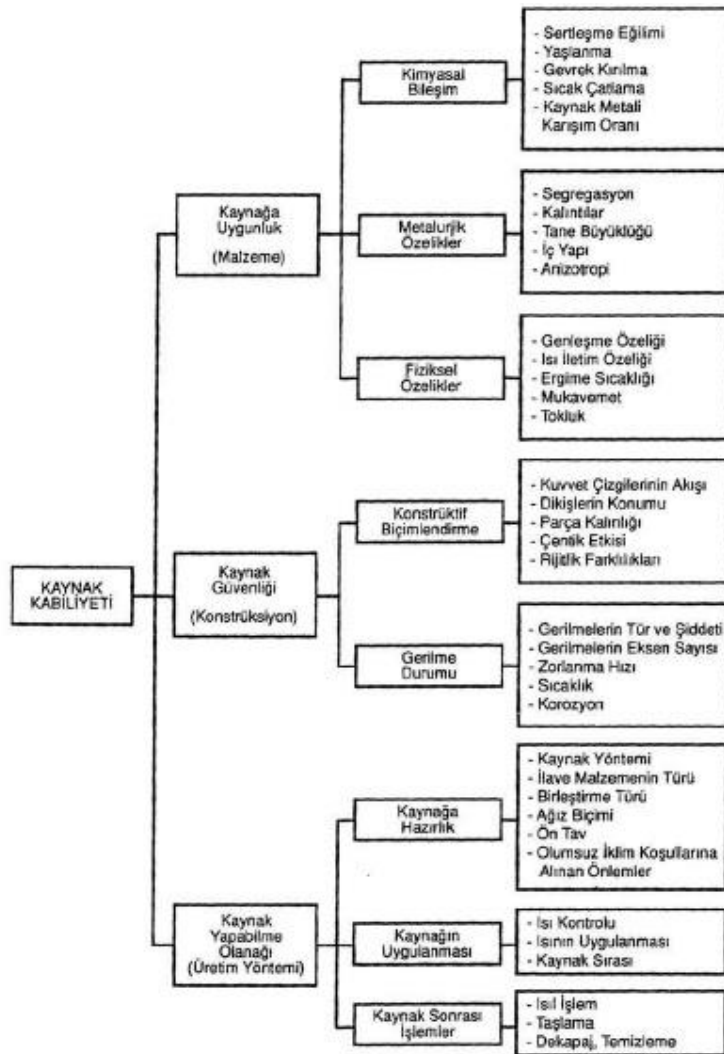 - Sertleşme Eğilimi
- Yaşlanma
- Gevrek Kırılma
- Sıcak Çatlama
- Kaynak Metali
Karışım Oranı
Kimyasal
Bileşim
Kaynağa
Uygunluk
(Malzeme)
Metalurjik
Özelikler
- Segregasyon
- Kalıntılar
- Tane Büyüklüğü
- İç Yapı
- Anizotropi
Fiziksel
Özelikler
- Genleşme Özeliği
- Isı İletim Özeliği
- Ergime Sıcaklığı
- Mukavemet
- Tokluk
KAYNAK
KABİLİYETİ
Kaynak
Güvenliği
(Konstrüksiyon)
Konstrüktif
Biçimlendirme
- Kuvvet Çizgilerinin Akışı
- Dikişlerin Konumu
- Parça Kalınlığı
- Çentik Etkisi
- Rijitlik Farklılıkları
Gerilme
Durumu
- Gerilmelerin Tür ve Şiddeti
- Gerilmelerin Eksen Sayısı
- Zorlanma Hızı
- Sıcaklık
- Korozyon
Kaynak
Yapabilme
Olanağı
(Üretim Yöntemi)
Kaynağa
Hazırlık
- Kaynak Yöntemi
- İlave Malzemenin Türü
- Birleştirme Türü
- Ağız Biçimi
- Ön Tav
- Olumsuz İklim Koşullarına
Alınan Önlemler
Kaynağın
Uygulanması
- Isı Kontrolu
- Isının Uygulanması
- Kaynak Sırası
Kaynak Sonrası
İşlemler
- Isıl İşlem
- Taşlama
- Dekapaj, Temizleme